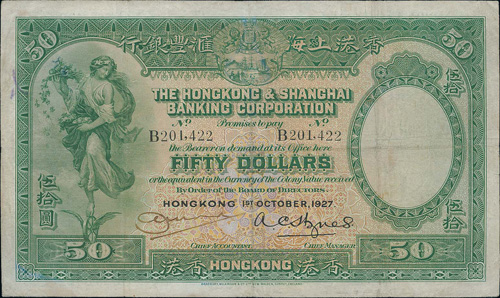 50 行銀豐滙 海上港香 50
THE HONGKONG & SHANGHAI
BANKING CORPORATION
Nº Promises to pay Nº
B201,422 B201,422
the Bearer on demand at its Office here
FIFTY DOLLARS
or the equivalent in the Currency of the Colony, Value received
By Order of the BOARD OF DIRECTORS.
HONGKONG 1ST OCTOBER, 1927.
A.C. Hynes
CHIEF ACCOUNTANT. CHIEF MANAGER
伍拾圓
伍拾
伍拾
50 港香 HONGKONG 港香 50